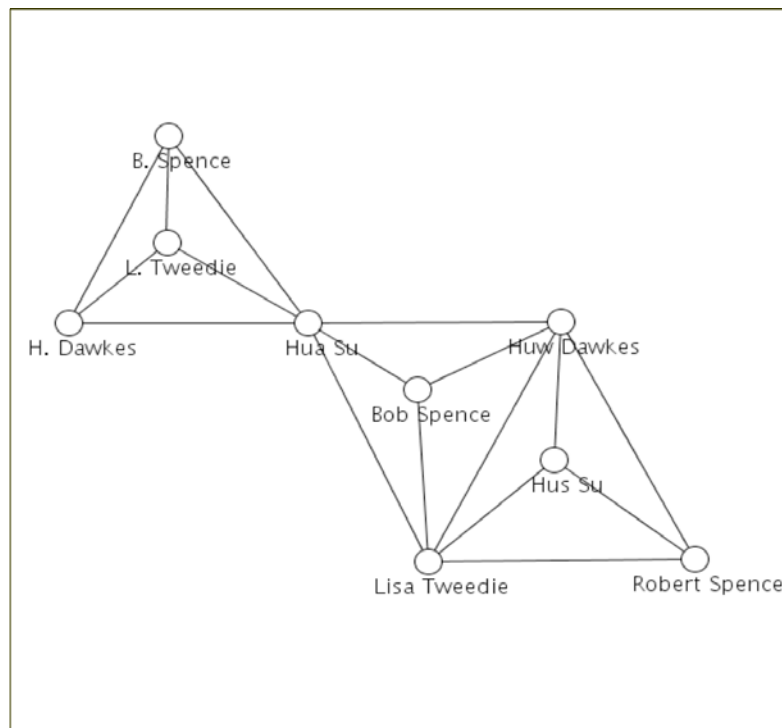 B. Spence
L. Tweedie
H. Dawkes
Hua Su
Huw Dawkes
Bob Spence
Hus Su
Lisa Tweedie
Robert Spence